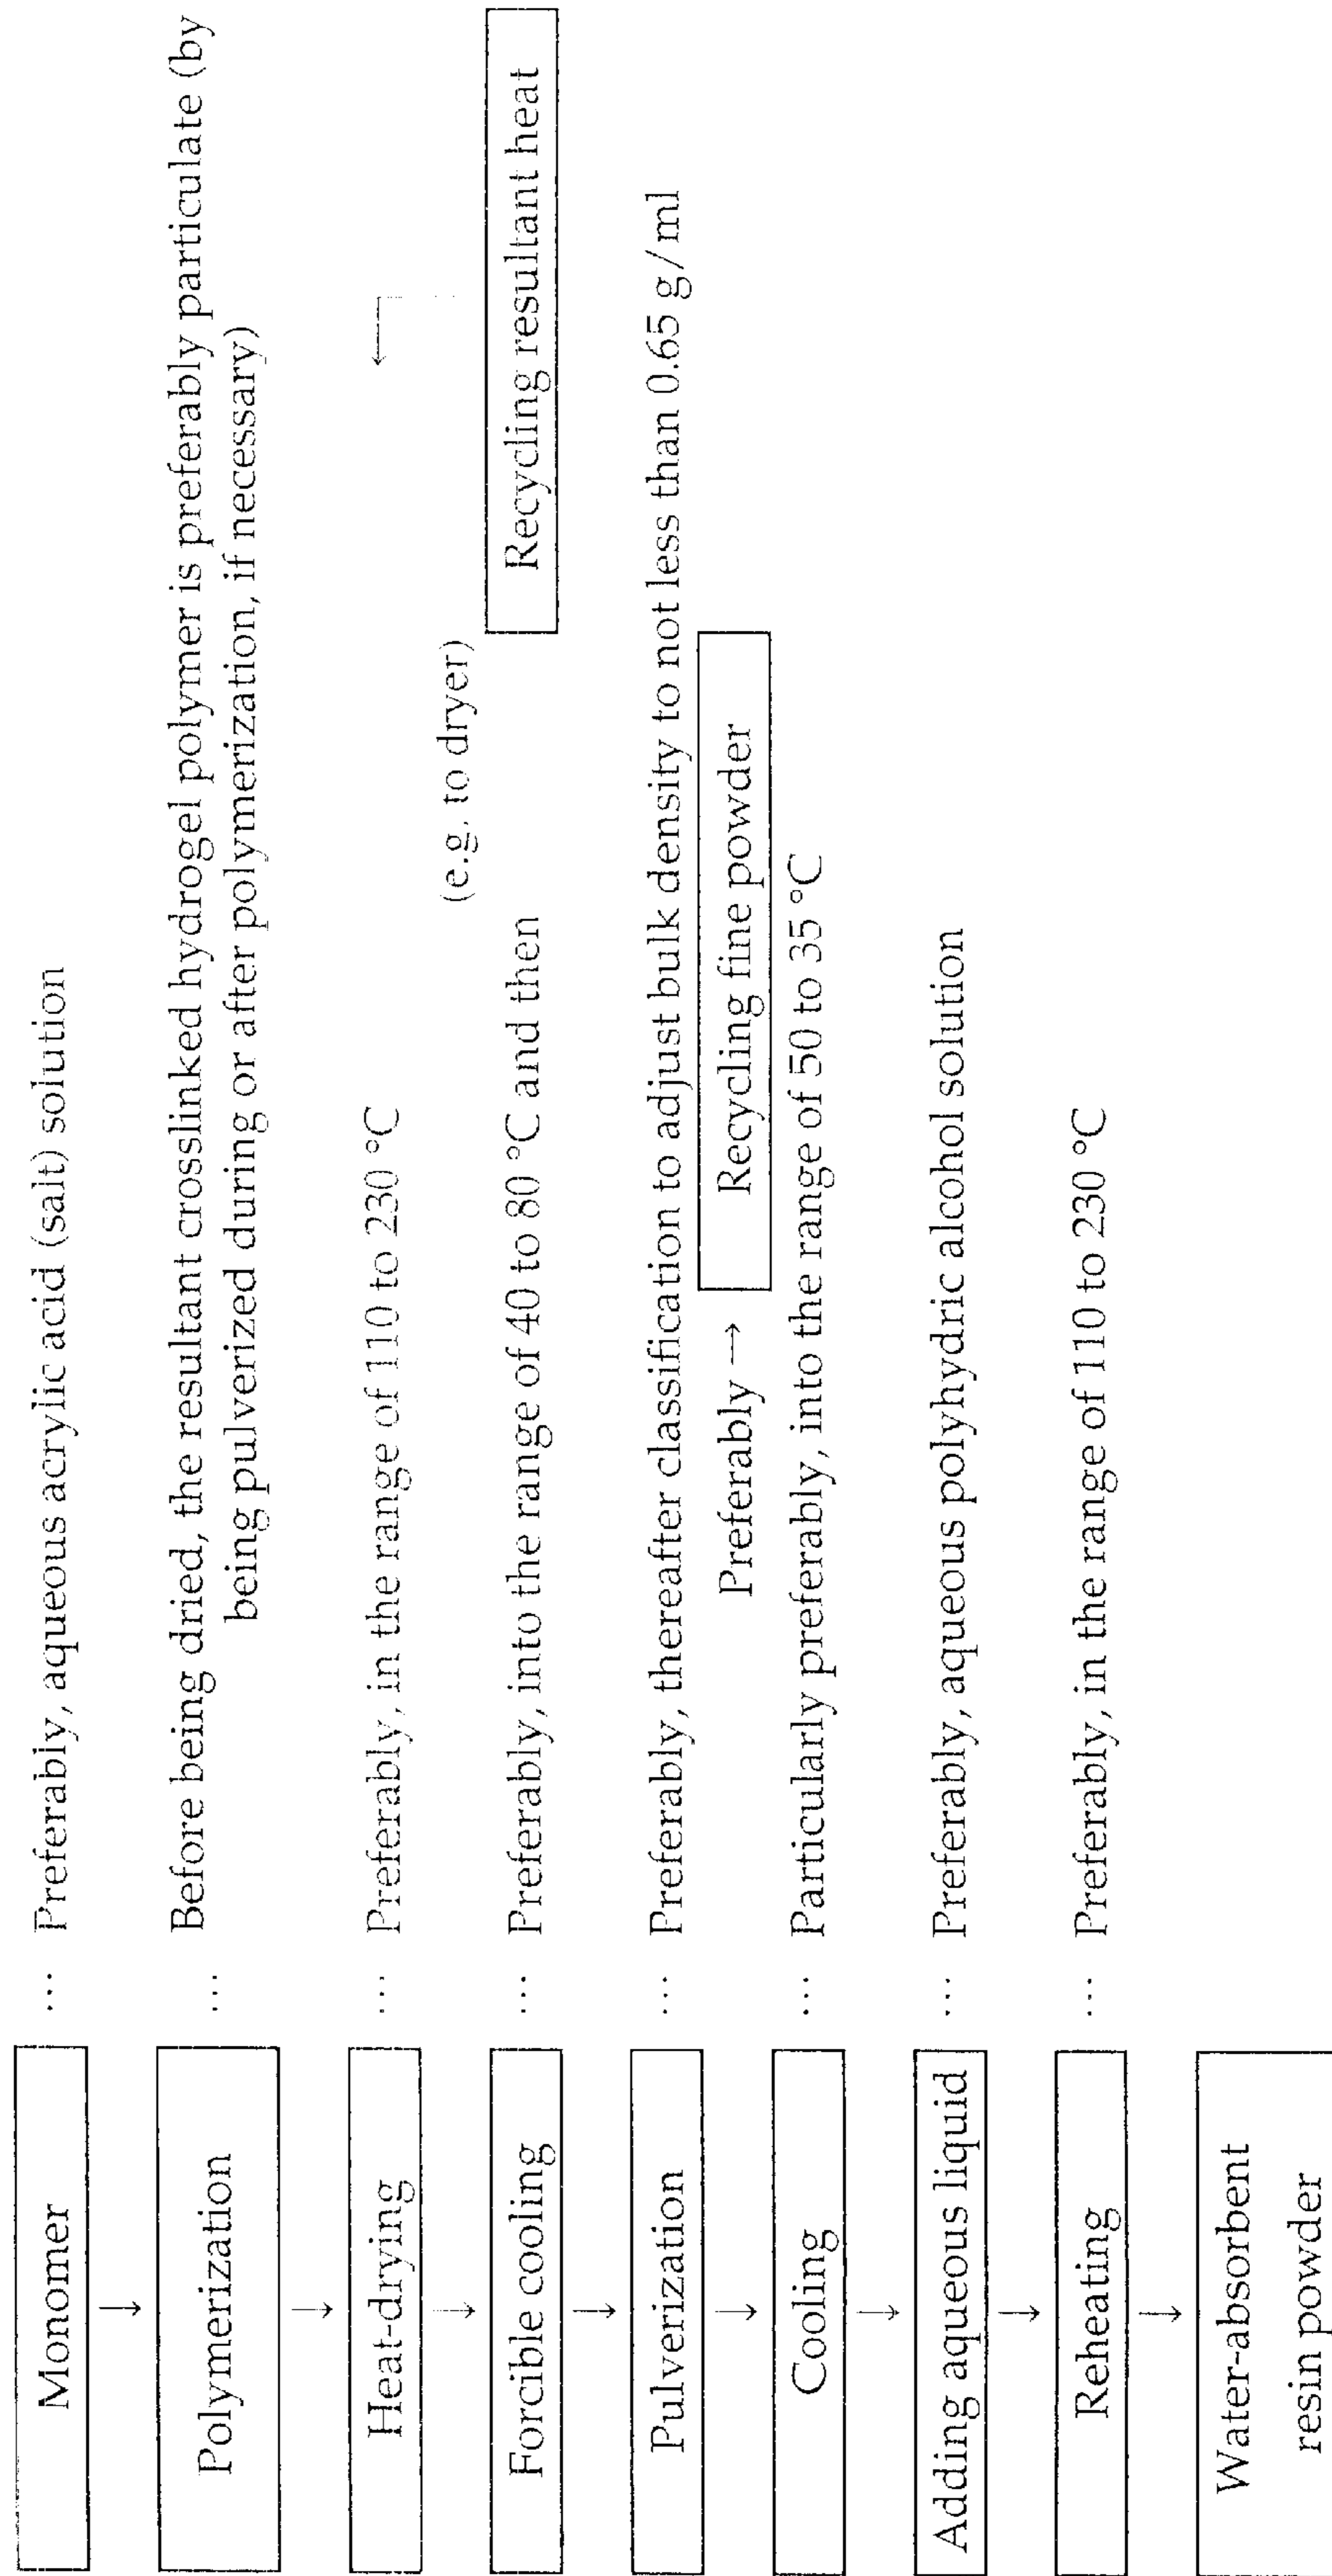 Monomer
… Preferably, aqueous acrylic acid (salt) solution
↓
Polymerization
… Before being dried, the resultant crosslinked hydrogel polymer is preferably particulate (by
being pulverized during or after polymerization, if necessary)
↓
Heat-drying
… Preferably, in the range of 110 to 230 °C
↓
(e.g. to dryer)
Forcible cooling
… Preferably, into the range of 40 to 80 °C and then
Recycling resultant heat
↓
Pulverization
… Preferably, thereafter classification to adjust bulk density to not less than 0.65 g/ml
↓
Preferably →
Recycling fine powder
Cooling
… Particularly preferably, into the range of 50 to 35 °C
↓
Adding aqueous liquid
… Preferably, aqueous polyhydric alcohol solution
↓
Reheating
… Preferably, in the range of 110 to 230 °C
↓
Water-absorbent
resin powder